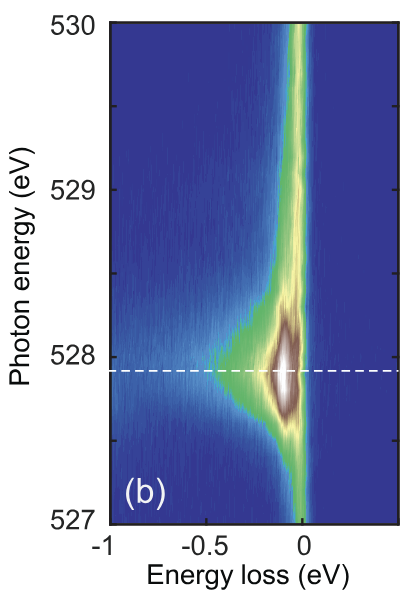 530
529
528
527
Photon energy (eV)
(b)
-1 -0.5 0
Energy loss (eV)